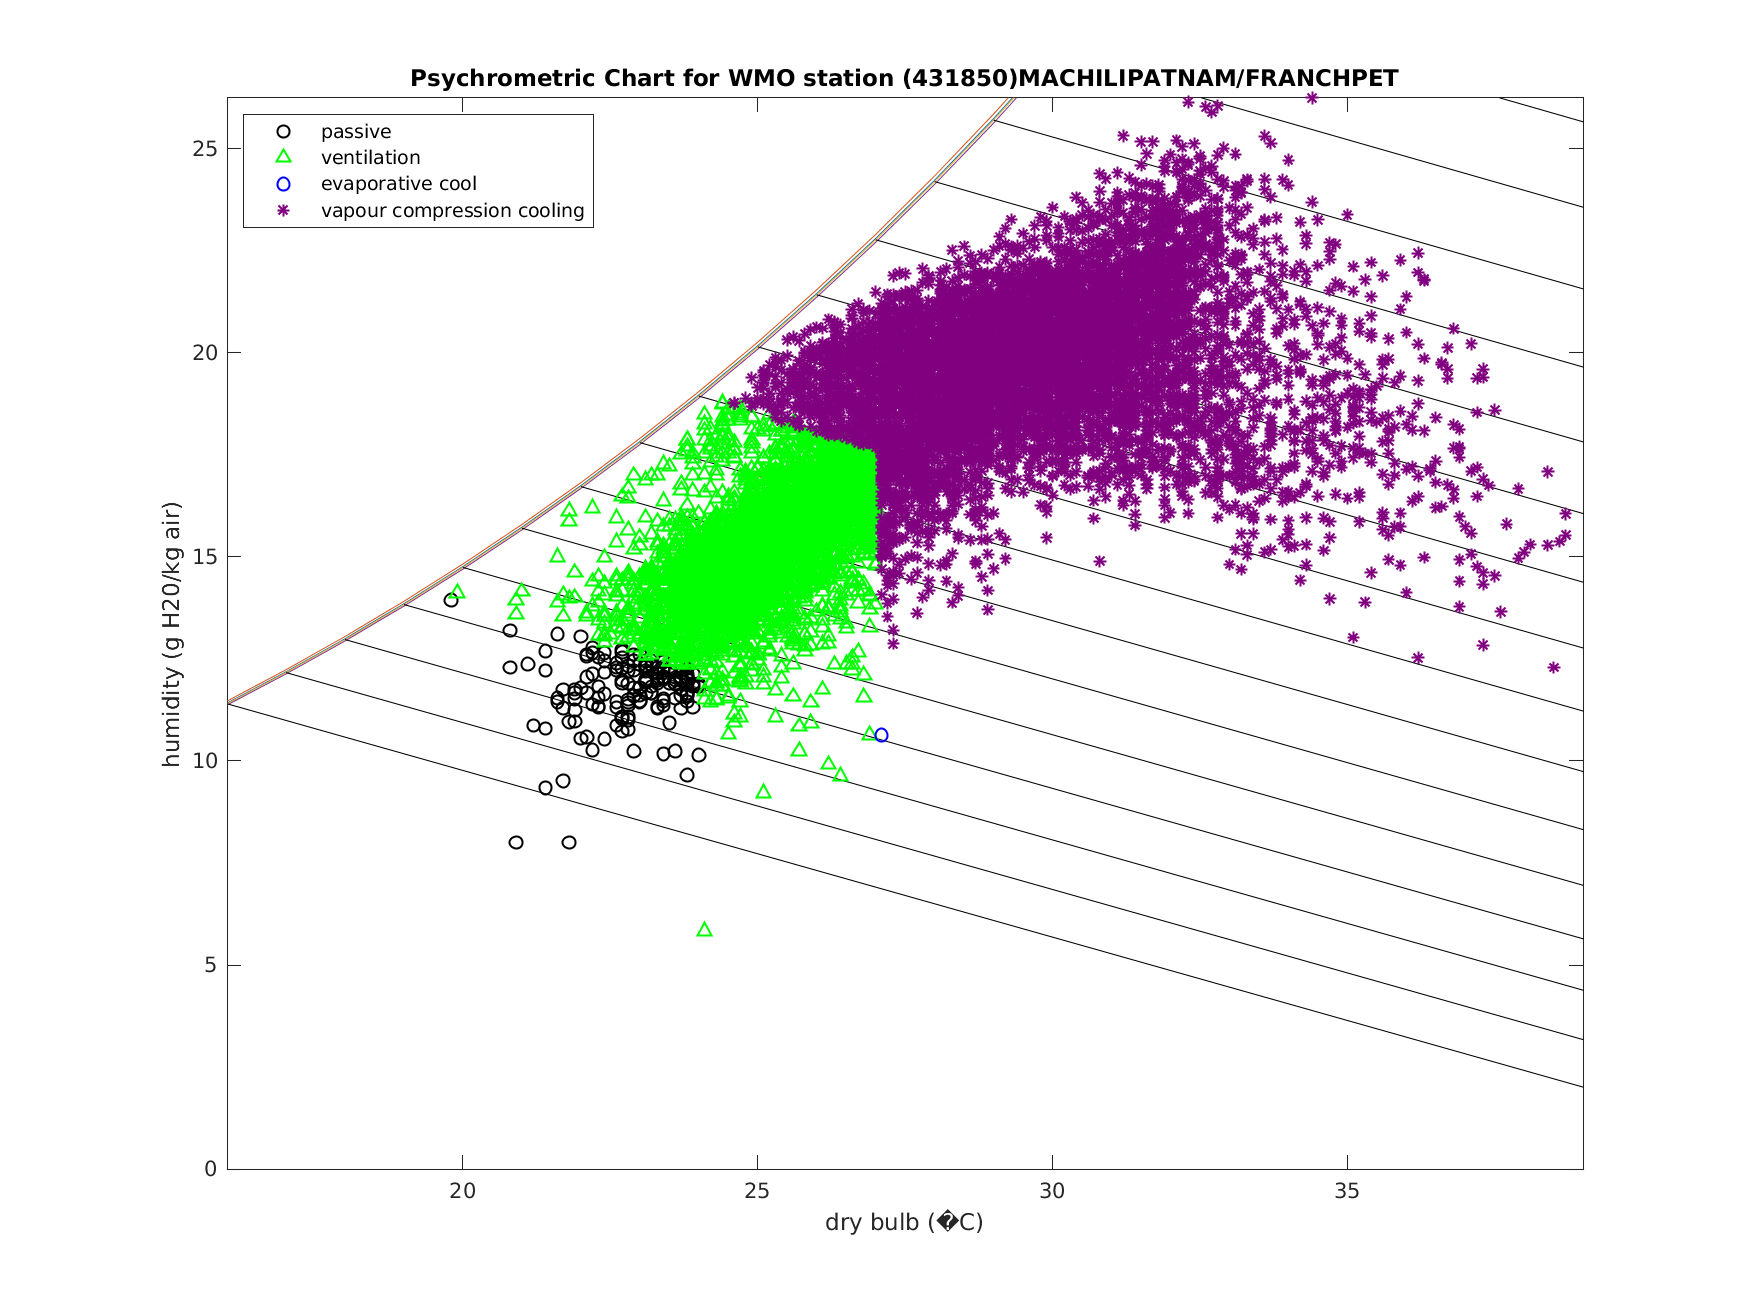 Psychrometric Chart for WMO station (431850)MACHILIPATNAM/FRANCHPET
passive
ventilation
evaporative cool
vapour compression cooling
25
20
15
10
5
0
humidity (g H20/kg air)
20 25 30 35
dry bulb (�C)